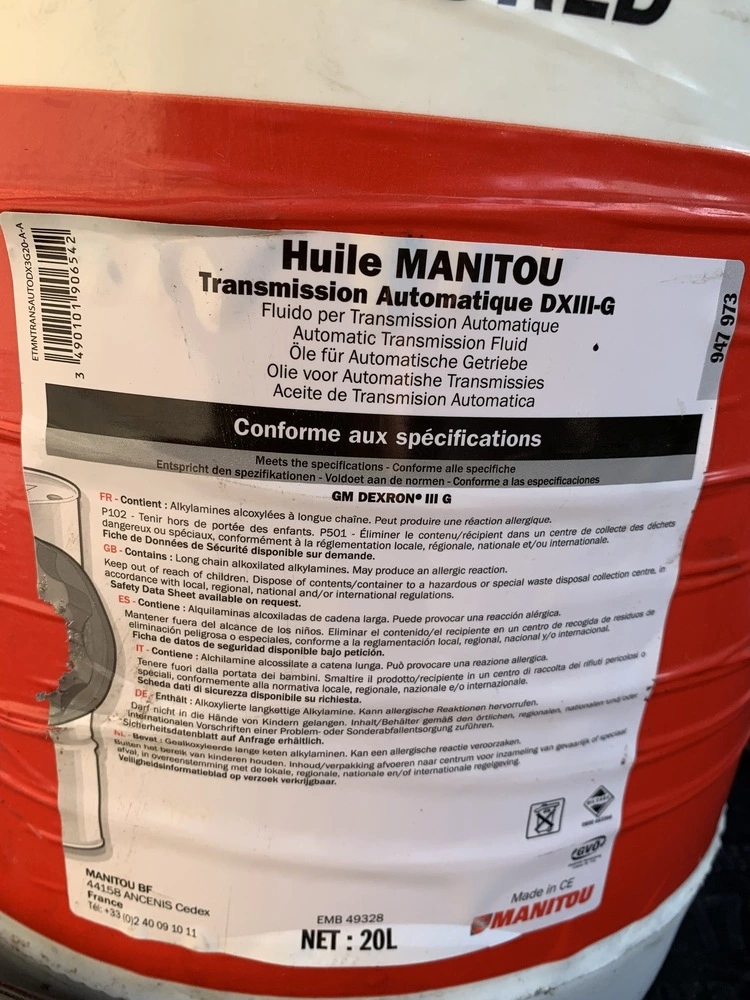 ETMNTRANSAUTODX3G20-A-A
3 490101 906542
Huile MANITOU
Transmission Automatique DXIII-G
Fluido per Transmission Automatique
Automatic Transmission Fluid
Öle für Automatische Getriebe
Olie voor Automatishe Transmissies
Aceite de Transmision Automatica
947 973
Conforme aux spécifications
Meets the specifications - Conforme alle specifiche
Entspricht den spezifikationen - Voldoet aan de normen - Conforme a las especificaciones
GM DEXRON® III G
FR - Contient : Alkylamines alcoxylées à longue chaîne. Peut produire une réaction allergique.
P102 - Tenir hors de portée des enfants. P501 - Éliminer le contenu/récipient dans un centre de collecte des déchets
dangereux ou spéciaux, conformément à la réglementation locale, régionale, nationale et/ou internationale.
Fiche de Données de Sécurité disponible sur demande.
GB - Contains : Long chain alkoxilated alkylamines. May produce an allergic reaction.
Keep out of reach of children. Dispose of contents/container to a hazardous or special waste disposal collection centre, in
accordance with local, regional, national and/or international regulations.
Safety Data Sheet available on request.
ES - Contiene : Alquilaminas alcoxiladas de cadena larga. Puede provocar una reacción alérgica.
Mantener fuera del alcance de los niños. Eliminar el contenido/el recipiente en un centro de recogida de residuos de
eliminación peligrosa o especiales, conforme a la reglamentación local, regional, nacional y/o internacional.
Ficha de datos de seguridad disponible bajo petición.
IT - Contiene : Alchilamine alcossilate a catena lunga. Può provocare una reazione allergica.
Tenere fuori dalla portata dei bambini. Smaltire il prodotto/recipiente in un centro di raccolta dei rifiuti pericolosi o
speciali, conformemente alla normativa locale, regionale, nazionale e/o internazionale.
Scheda dati di sicurezza disponibile su richiesta.
DE - Enthält : Alkoxylierte langkettige Alkylamine. Kann allergische Reaktionen hervorrufen.
Darf nicht in die Hände von Kindern gelangen. Inhalt/Behälter gemäß den örtlichen, regionalen, nationalen und/oder
internationalen Vorschriften einer Problem- oder Sonderabfallentsorgung zuführen.
Sicherheitsdatenblatt auf Anfrage erhältlich.
NL - Bevat : Gealkoxyleerde lange keten alkylaminen. Kan een allergische reactie veroorzaken.
Buiten het bereik van kinderen houden. Inhoud/verpakking afvoeren naar centrum voor inzameling van gevaarlijk of speciaal
afval, in overeenstemming met de lokale, regionale, nationale en/of internationale regelgeving.
Veiligheidsinformatieblad op verzoek verkrijgbaar.
MANITOU BF
44158 ANCENIS Cedex
France
Tél: +33 (0)2 40 09 10 11
EMB 49328
NET : 20L
GVÖ
Made in CE
MANITOU